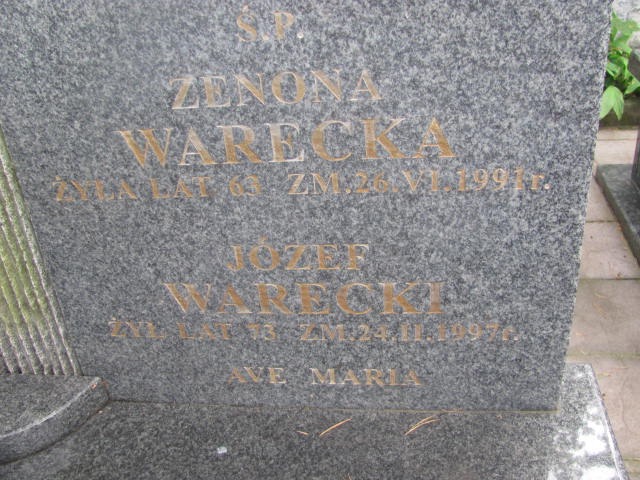 Ś.P.
ZENONA
WARECKA
ŻYŁA LAT 63 ZM.26.VI.1991r.
JÓZEF
WARECKI
ŻYŁ LAT 73 ZM.24.II.1997r.
AVE MARIA